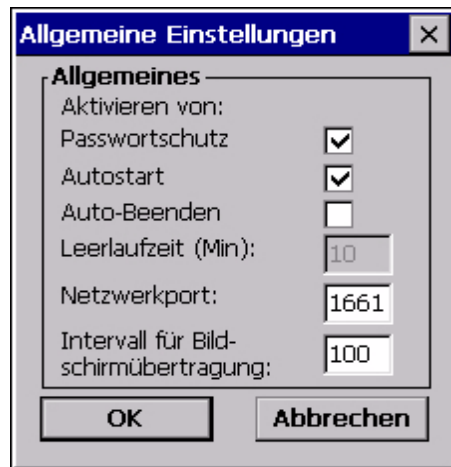 Allgemeine Einstellungen
Allgemeines
Aktivieren von:
Passwortschutz
Autostart
Auto-Beenden
Leerlaufzeit (Min): 10
Netzwerkport: 1661
Intervall für Bild-
schirmübertragung: 100
OK Abbrechen